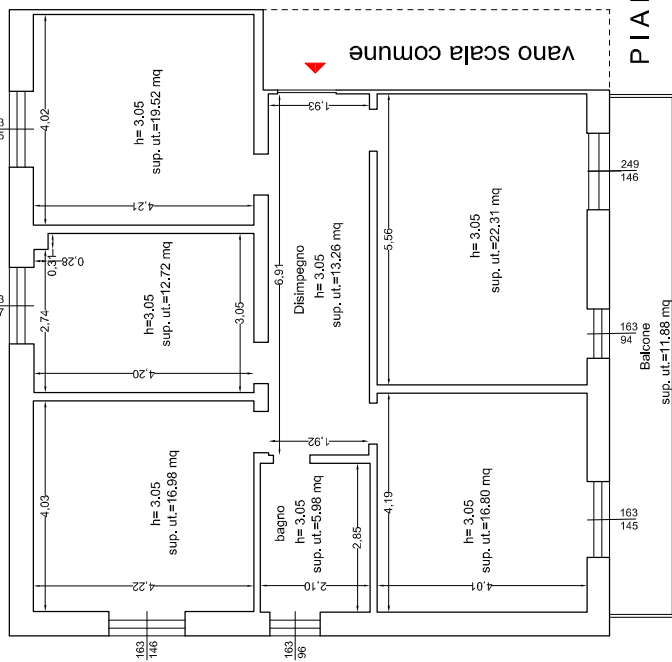 vano scala comune
PIA
4,02
h= 3.05
sup. ut.=19.52 mq
4,21
1,93
0,31
0,28
2,74
h=3,05
sup. ut.=12.72 mq
3,05
4,20
6,91
Disimpegno
h= 3.05
sup. ut.=13.26 mq
1,92
5,56
h= 3.05
sup. ut.=22.31 mq
249
146
163
94
Balcone
sup. ut.=11.88 mq
4,03
h= 3.05
sup. ut.=16.98 mq
4,22
163
146
bagno
h= 3.05
sup. ut.=5.98 mq
2,85
2,10
163
96
4,19
h= 3.05
sup. ut.=16.80 mq
4,01
163
145